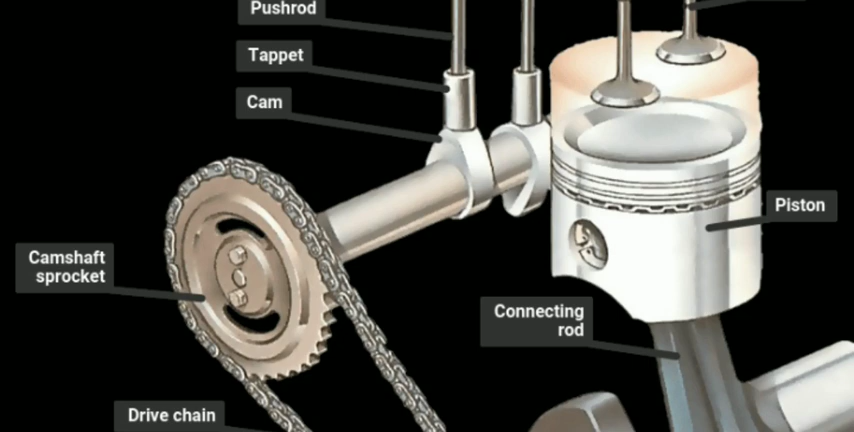 Pushrod
Tappet
Cam
Piston
Camshaft
sprocket
Connecting
rod
Drive chain